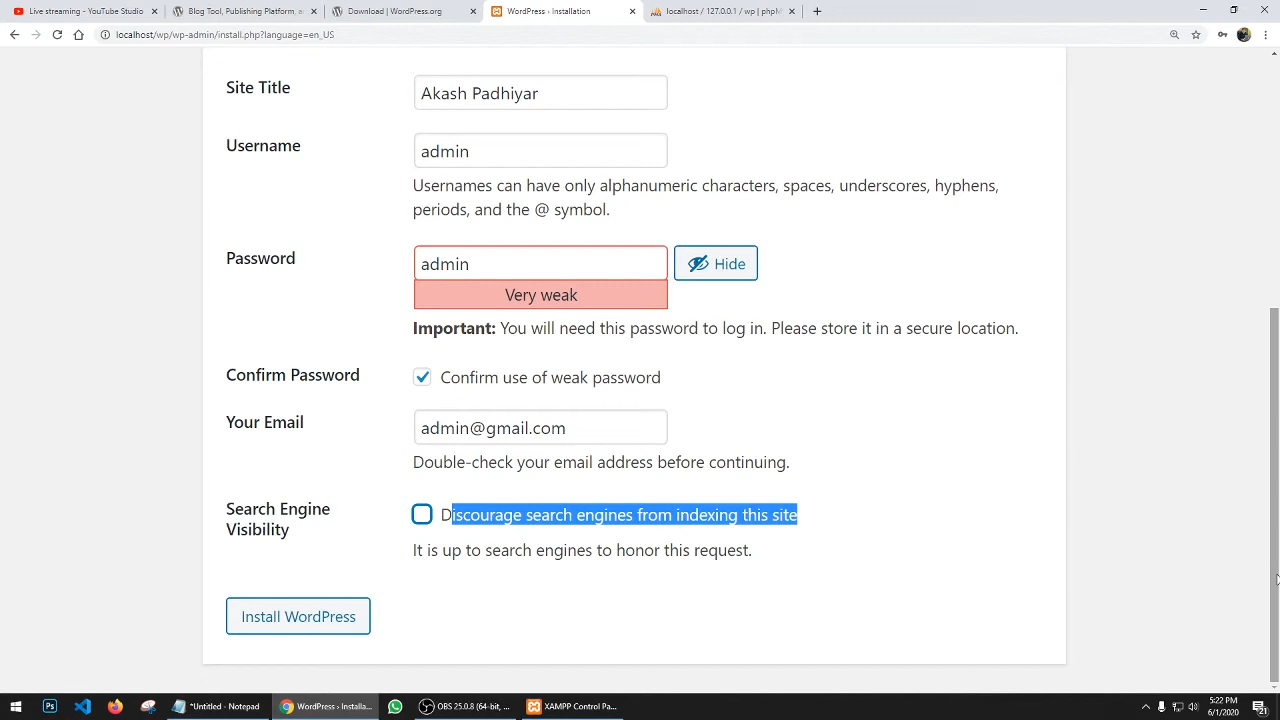 Live streaming - YouTube Studio
Blog Tool, Publishing Platform, a
Download | WordPress.org
WordPress › Installation
localhost / 127.0.0.1 / wp | phpM
localhost/wp/wp-admin/install.php?language=en_US
Site Title
Akash Padhiyar
Username
admin
Usernames can have only alphanumeric characters, spaces, underscores, hyphens,
periods, and the @ symbol.
Password
admin
Hide
Very weak
Important: You will need this password to log in. Please store it in a secure location.
Confirm Password
Confirm use of weak password
Your Email
admin@gmail.com
Double-check your email address before continuing.
Search Engine
Visibility
Discourage search engines from indexing this site
It is up to search engines to honor this request.
Install WordPress
*Untitled - Notepad
WordPress › Installa...
OBS 25.0.8 (64-bit, ...
XAMPP Control Pa...
5:22 PM
6/1/2020